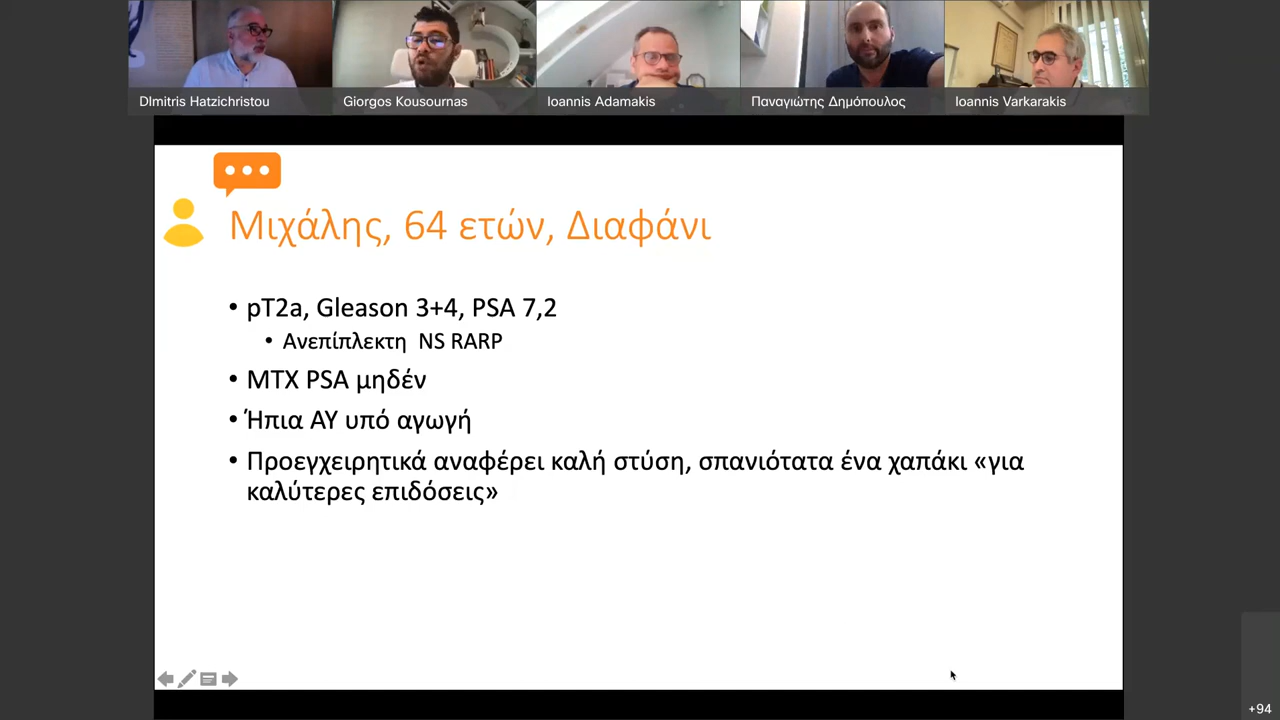 DImitris Hatzichristou
Giorgos Kousournas
Ioannis Adamakis
Παναγιώτης Δημόπουλος
Ioannis Varkarakis
Μιχάλης, 64 ετών, Διαφάνι
• pT2a, Gleason 3+4, PSA 7,2
• Ανεπίπλεκτη NS RARP
• ΜΤΧ PSA μηδέν
• Ήπια ΑΥ υπό αγωγή
• Προεγχειρητικά αναφέρει καλή στύση, σπανιότατα ένα χαπάκι «για
καλύτερες επιδόσεις»
+94